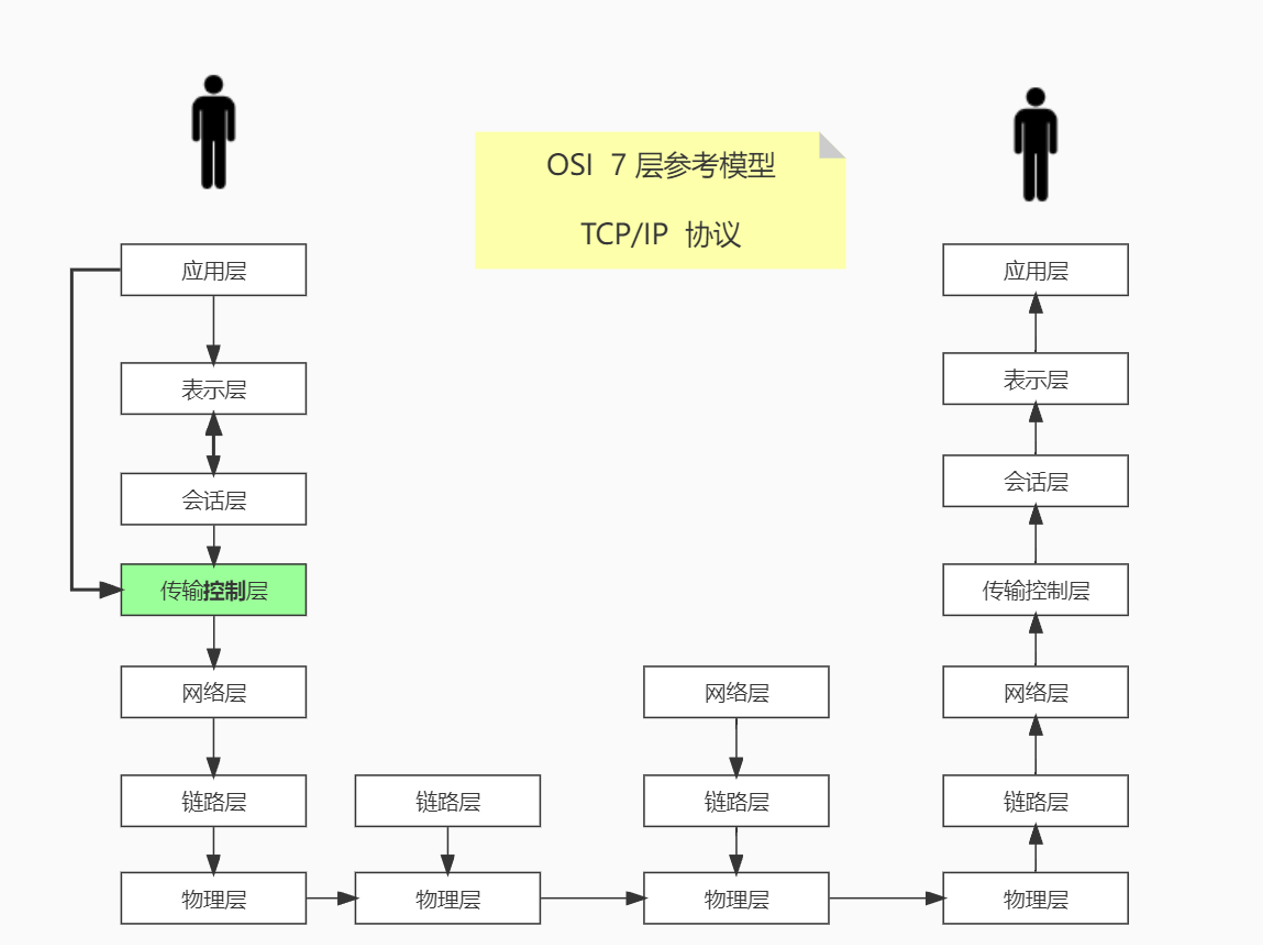 OSI 7 层参考模型
TCP/IP 协议
应用层
表示层
会话层
传输控制层
网络层
链路层
物理层
链路层
物理层
网络层
链路层
物理层
应用层
表示层
会话层
传输控制层
网络层
链路层
物理层